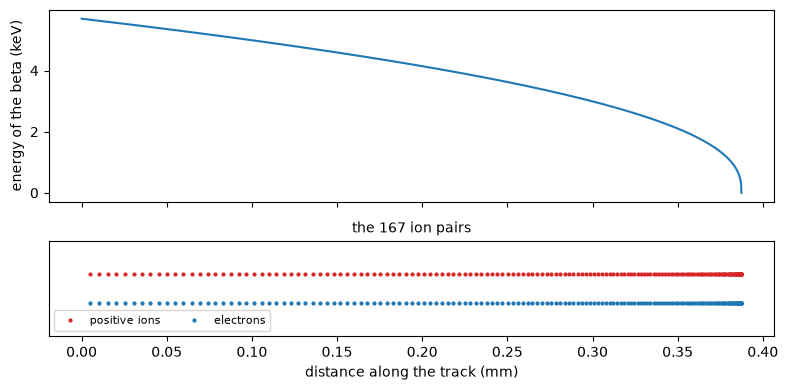 energy of the beta (keV)
4
2
0
the 167 ion pairs
positive ions
electrons
0.00 0.05 0.10 0.15 0.20 0.25 0.30 0.35 0.40
distance along the track (mm)